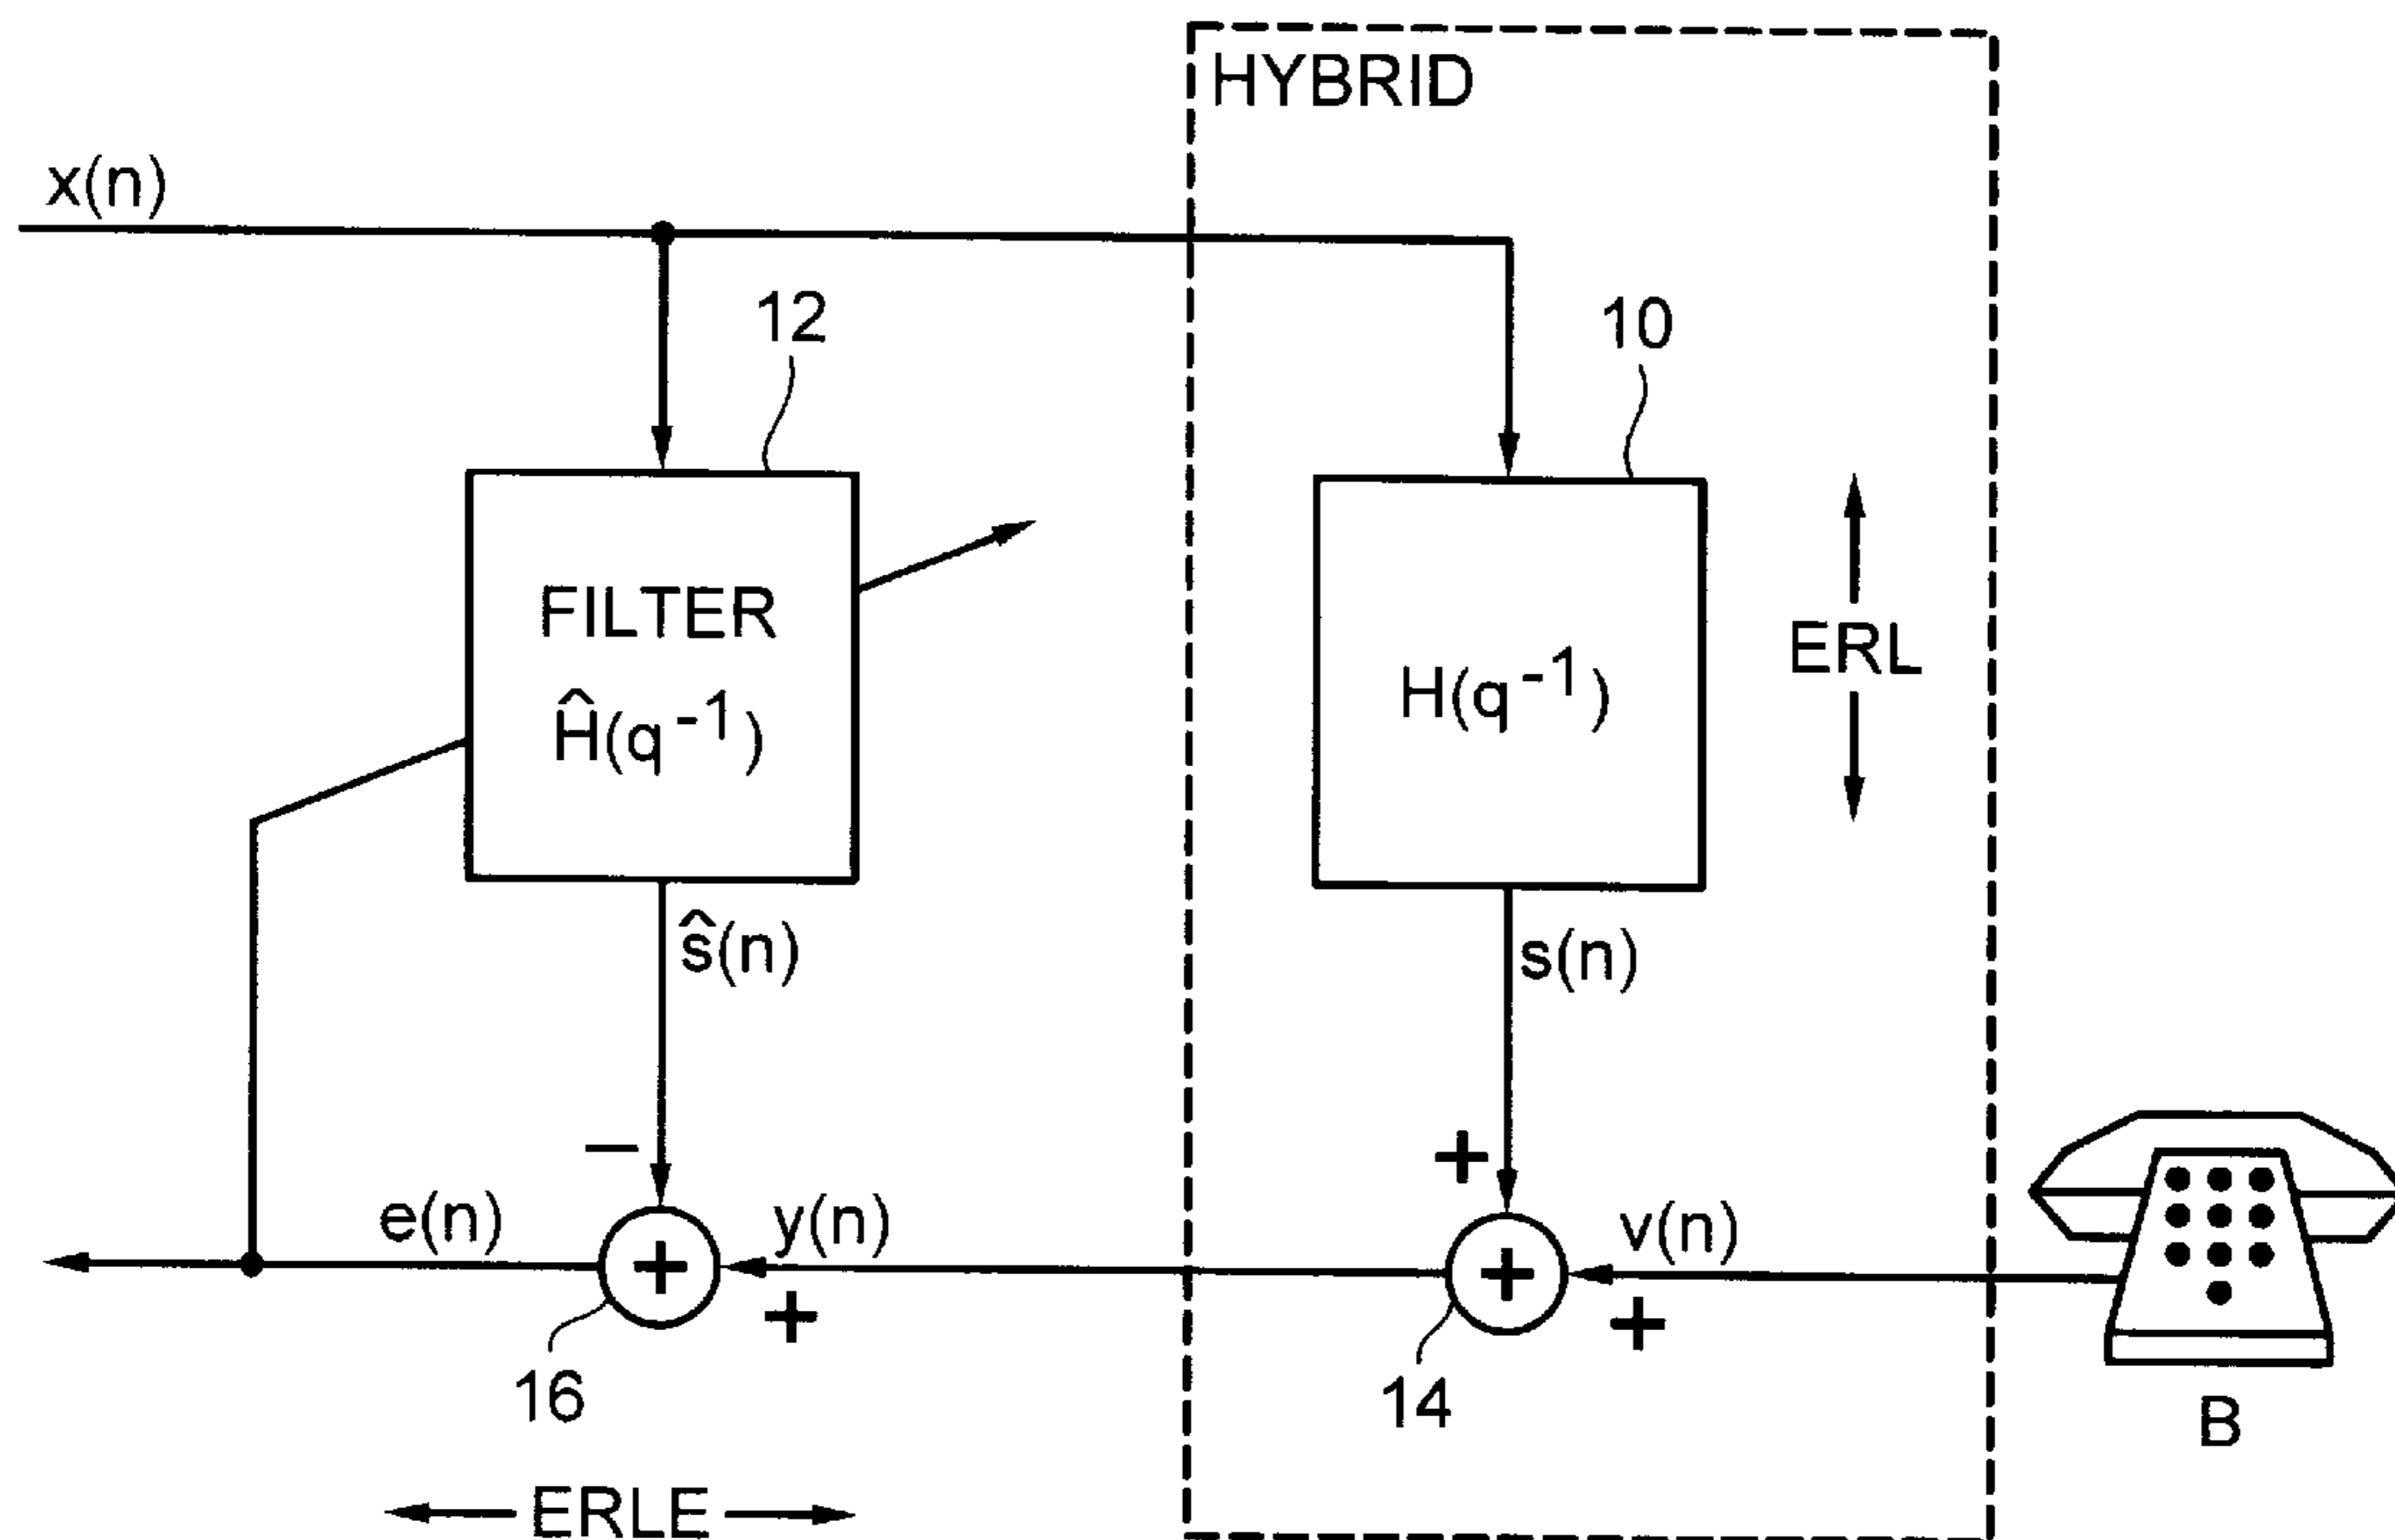 HYBRID
x(n)
12
10
FILTER
Ĥ(q⁻¹)
H(q⁻¹)
ERL
ŝ(n)
s(n)
−
+
e(n)
+
y(n)
+
+
v(n)
+
16
14
B
ERLE